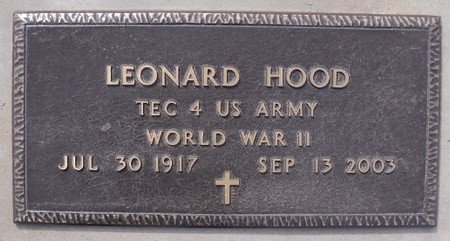 LEONARD HOOD
TEC 4 US ARMY
WORLD WAR II
JUL 30 1917 SEP 13 2003